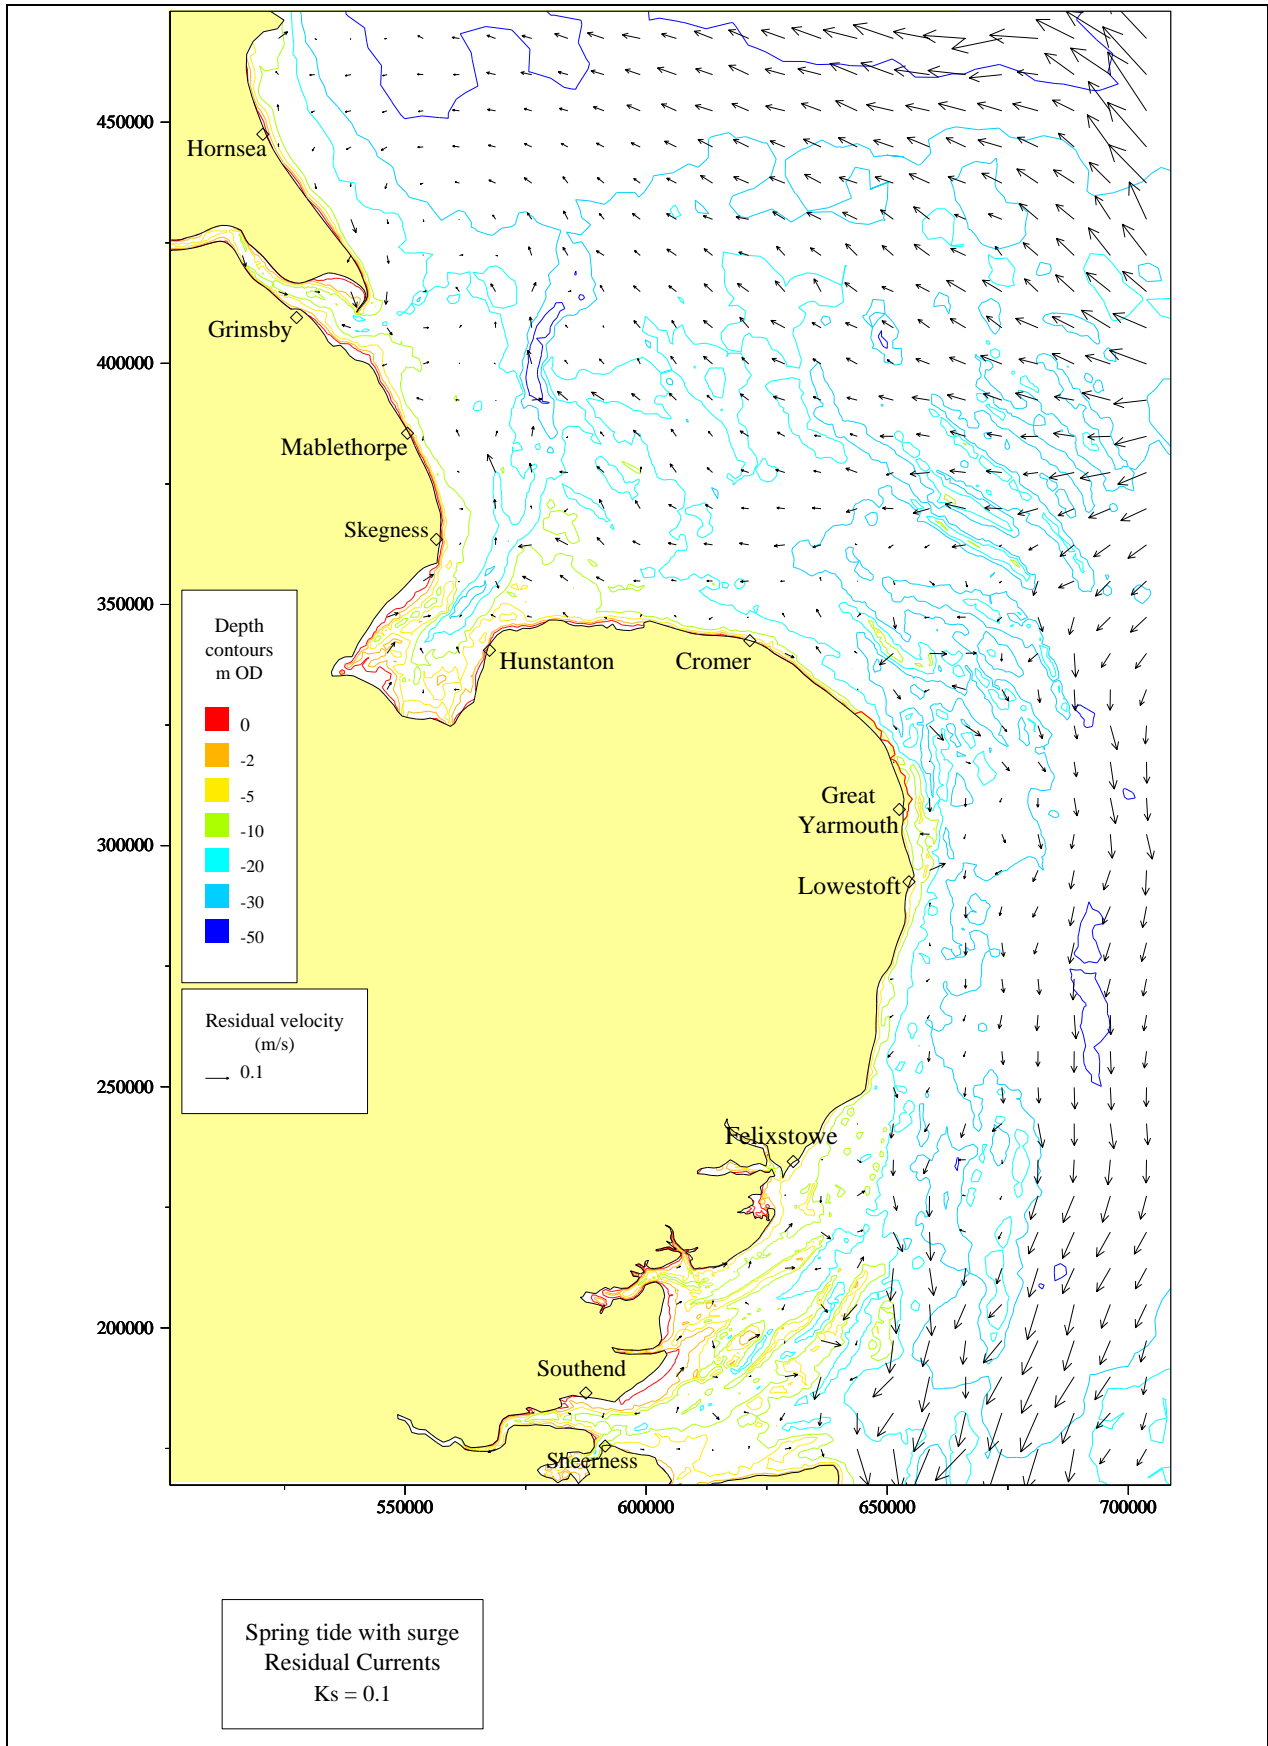 450000
Hornsea
Grimsby
400000
Mablethorpe
Skegness
350000
Depth
contours
m OD
0
-2
-5
-10
-20
-30
-50
Hunstanton
Cromer
Great
Yarmouth
300000
Lowestoft
Residual velocity
(m/s)
0.1
250000
Felixstowe
200000
Southend
Sheerness
550000
600000
650000
700000
Spring tide with surge
Residual Currents
Ks = 0.1